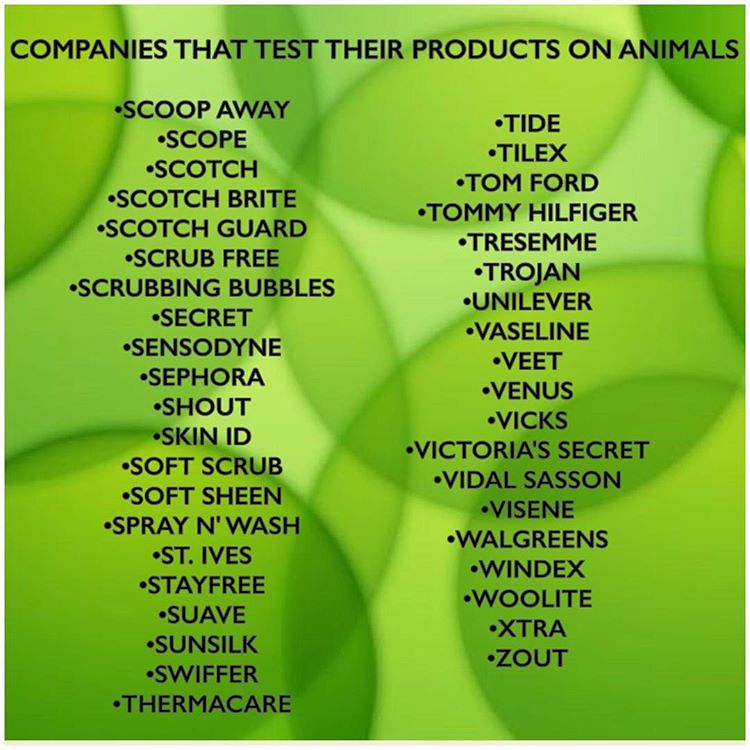 COMPANIES THAT TEST THEIR PRODUCTS ON ANIMALS
•SCOOP AWAY
•SCOPE
•SCOTCH
•SCOTCH BRITE
•SCOTCH GUARD
•SCRUB FREE
•SCRUBBING BUBBLES
•SECRET
•SENSODYNE
•SEPHORA
•SHOUT
•SKIN ID
•SOFT SCRUB
•SOFT SHEEN
•SPRAY N' WASH
•ST. IVES
•STAYFREE
•SUAVE
•SUNSILK
•SWIFFER
•THERMACARE
•TIDE
•TILEX
•TOM FORD
•TOMMY HILFIGER
•TRESEMME
•TROJAN
•UNILEVER
•VASELINE
•VEET
•VENUS
•VICKS
•VICTORIA'S SECRET
•VIDAL SASSON
•VISENE
•WALGREENS
•WINDEX
•WOOLITE
•XTRA
•ZOUT